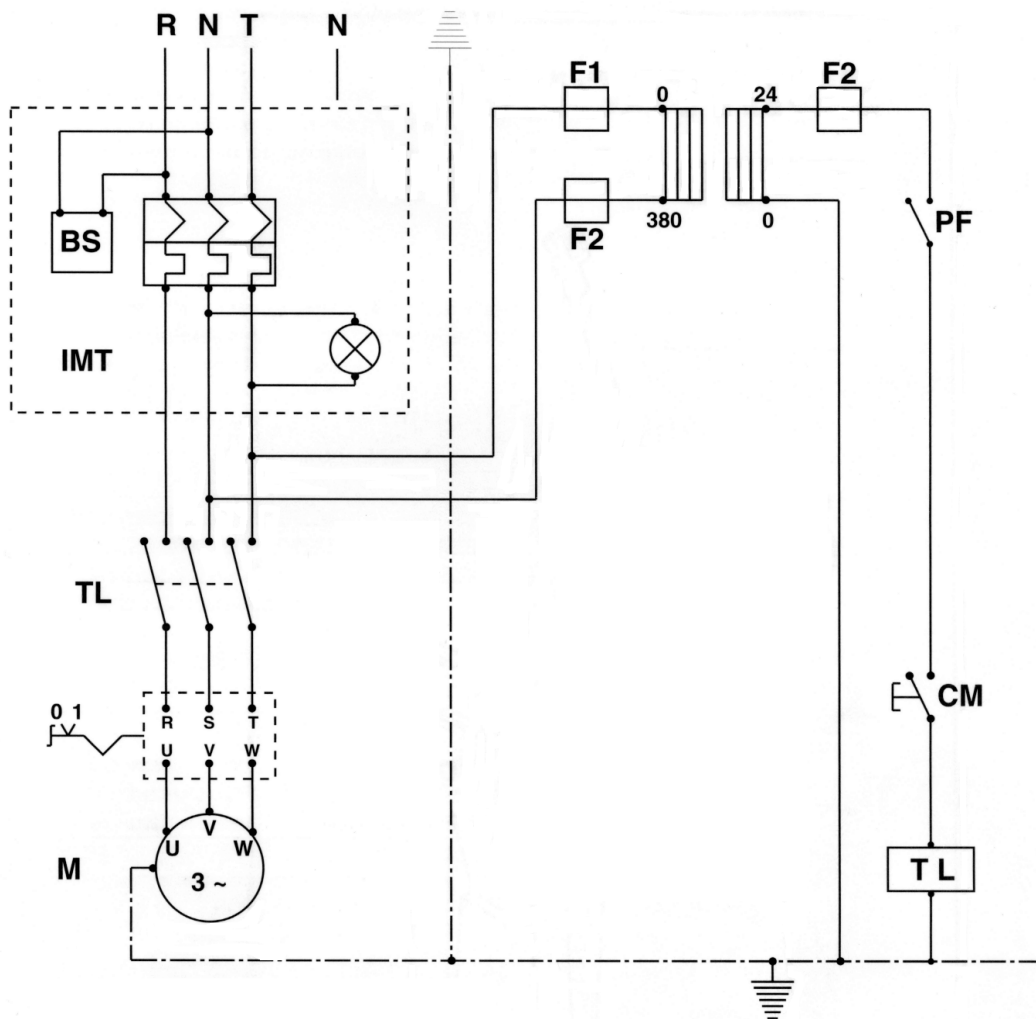 R N T N
F1 F2
0 24
BS
380 0
F2
PF
IMT
TL
CM
0 1
R S T
U V W
V
U W
M
3 ~
T L